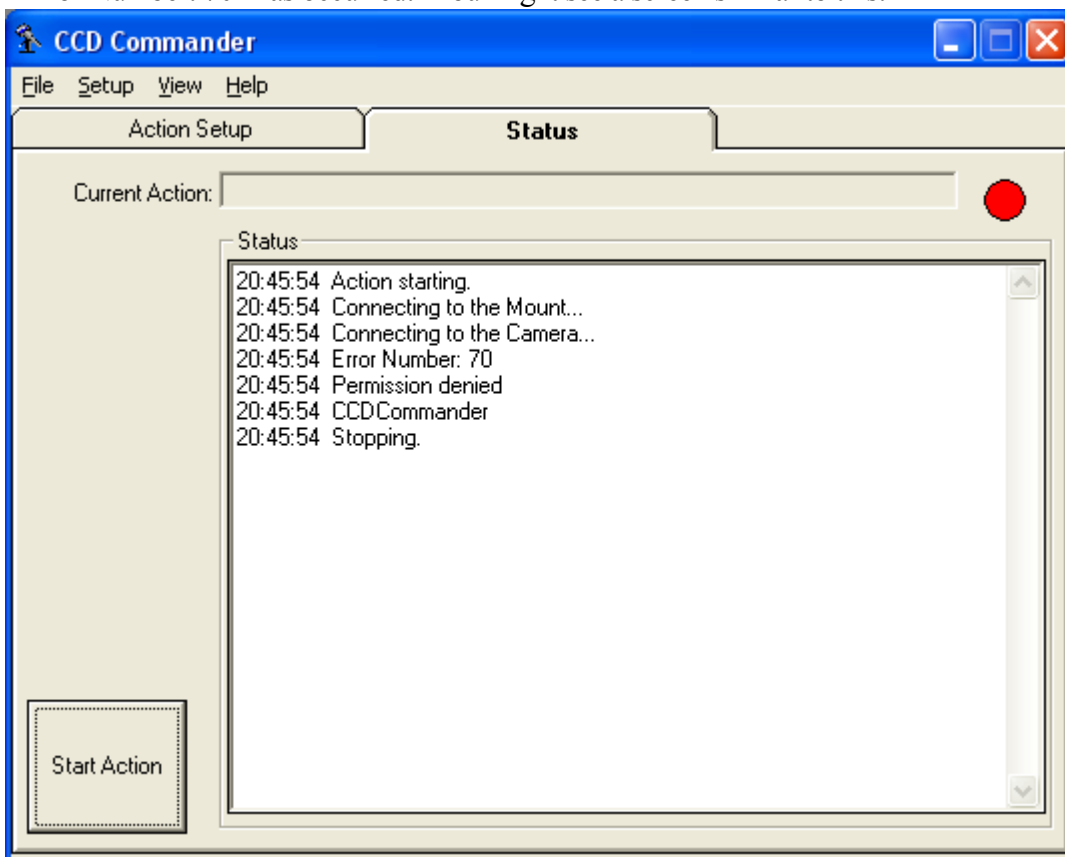 CCD Commander
File Setup View Help
Action Setup Status
Current Action:
Status
20:45:54 Action starting.
20:45:54 Connecting to the Mount...
20:45:54 Connecting to the Camera...
20:45:54 Error Number: 70
20:45:54 Permission denied
20:45:54 CCDCommander
20:45:54 Stopping.
Start Action